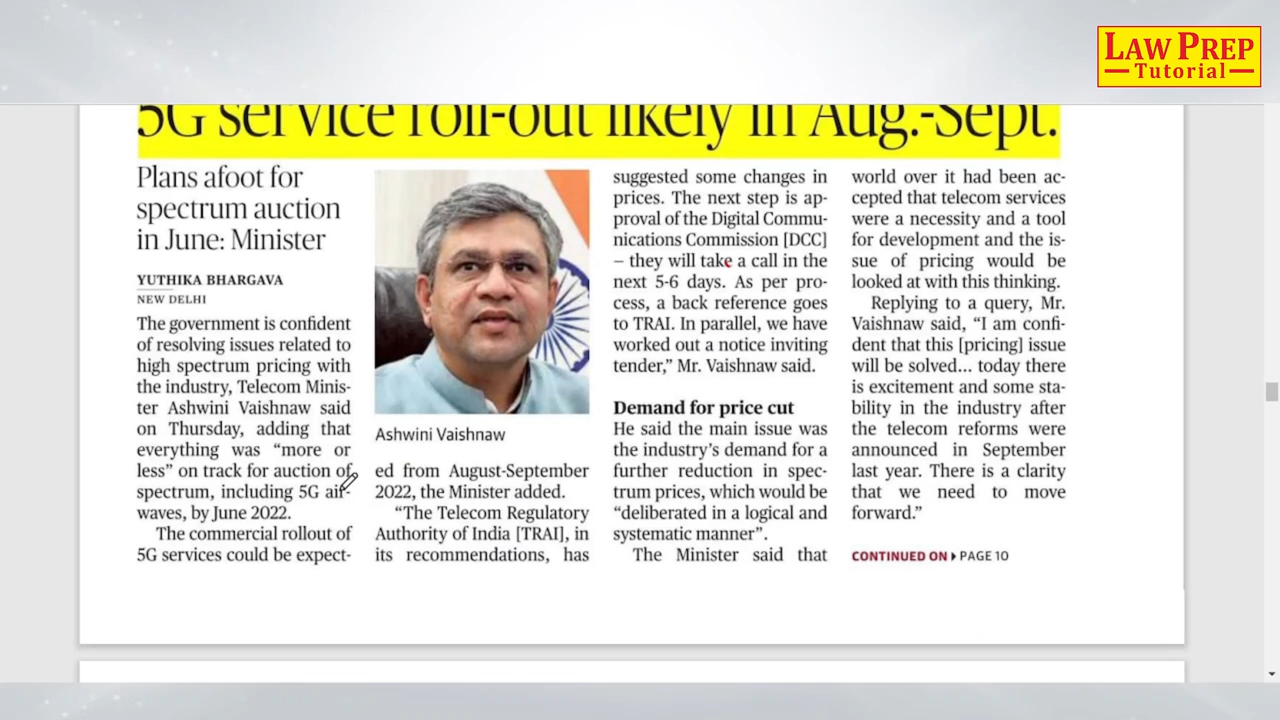 LAW PREP
Tutorial
5G service roll-out likely in Aug.-Sept.
Plans afoot for
spectrum auction
in June: Minister
YUTHIKA BHARGAVA
NEW DELHI
The government is confident
of resolving issues related to
high spectrum pricing with
the industry, Telecom Minis-
ter Ashwini Vaishnaw said
on Thursday, adding that
everything was “more or
less” on track for auction of
spectrum, including 5G air-
waves, by June 2022.
The commercial rollout of
5G services could be expect-
Ashwini Vaishnaw
ed from August-September
2022, the Minister added.
“The Telecom Regulatory
Authority of India [TRAI], in
its recommendations, has
suggested some changes in
prices. The next step is ap-
proval of the Digital Commu-
nications Commission [DCC]
– they will take a call in the
next 5-6 days. As per pro-
cess, a back reference goes
to TRAI. In parallel, we have
worked out a notice inviting
tender,” Mr. Vaishnaw said.
Demand for price cut
He said the main issue was
the industry’s demand for a
further reduction in spec-
trum prices, which would be
“deliberated in a logical and
systematic manner”.
The Minister said that
world over it had been ac-
cepted that telecom services
were a necessity and a tool
for development and the is-
sue of pricing would be
looked at with this thinking.
Replying to a query, Mr.
Vaishnaw said, “I am confi-
dent that this [pricing] issue
will be solved... today there
is excitement and some sta-
bility in the industry after
the telecom reforms were
announced in September
last year. There is a clarity
that we need to move
forward.”
CONTINUED ON ▸ PAGE 10